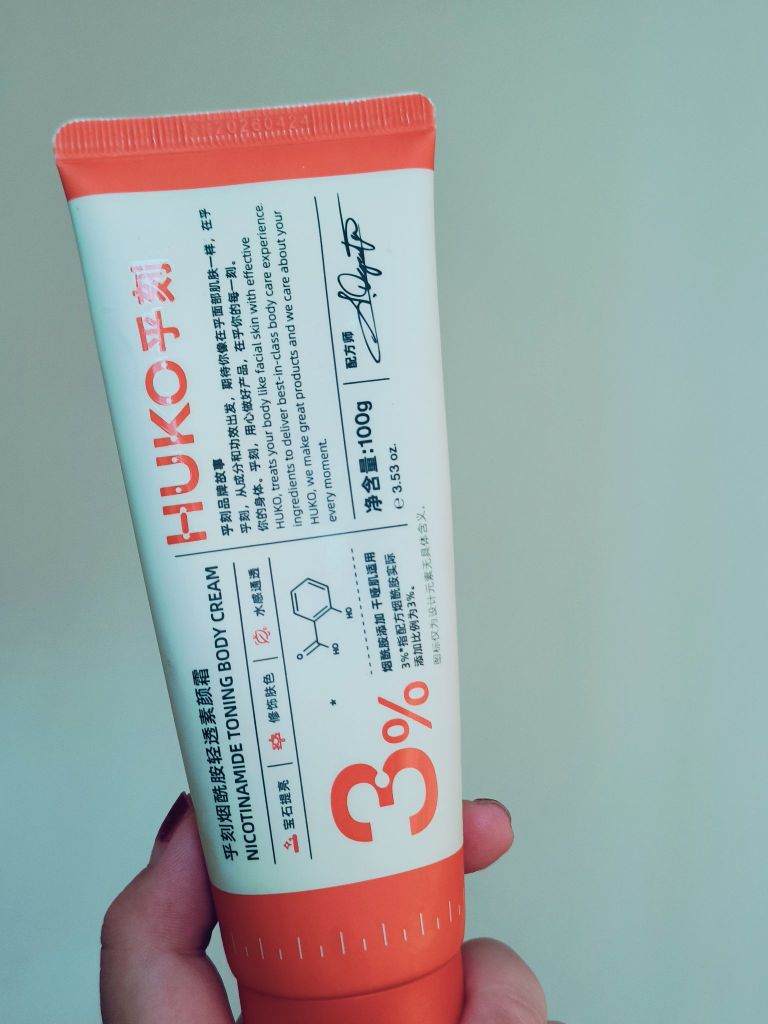 20260424
HUKO乎刻
乎刻品牌故事
乎刻，从成分和功效出发，期待你像在乎面部肌肤一样，在乎
你的身体。乎刻，用心做好产品，在乎你的每一刻。
HUKO, treats your body like facial skin with effective
ingredients to deliver best-in-class body care experience.
HUKO, we make great products and we care about your
every moment.
净含量:100g
℮ 3.53 oz.
配方师
乎刻烟酰胺轻透素颜霜
NICOTINAMIDE TONING BODY CREAM
宝石提亮
修饰肤色
水感通透
O
HO
HO
*
3%
烟酰胺添加 干哑肌适用
3%*指配方烟酰胺实际
添加比例为3%。
图标仅为设计元素无具体含义。